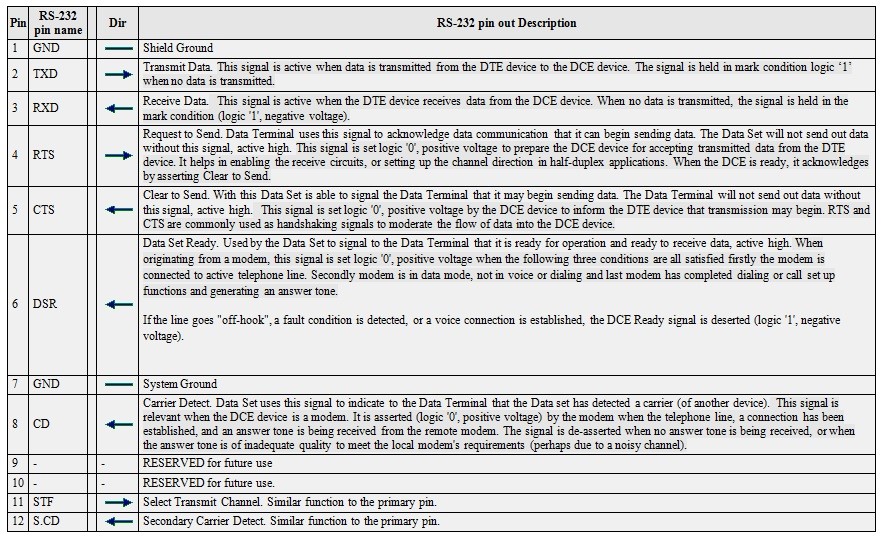 Pin RS-232 pin name Dir RS-232 pin out Description
1 GND Shield Ground
2 TXD Transmit Data. This signal is active when data is transmitted from the DTE device to the DCE device. The signal is held in mark condition logic ‘1’
when no data is transmitted.
3 RXD Receive Data. This signal is active when the DTE device receives data from the DCE device. When no data is transmitted, the signal is held in the
mark condition (logic '1', negative voltage).
4 RTS Request to Send. Data Terminal uses this signal to acknowledge data communication that it can begin sending data. The Data Set will not send out data
without this signal, active high. This signal is set logic '0', positive voltage to prepare the DCE device for accepting transmitted data from the DTE
device. It helps in enabling the receive circuits, or setting up the channel direction in half-duplex applications. When the DCE is ready, it acknowledges
by asserting Clear to Send.
5 CTS Clear to Send. With this Data Set is able to signal the Data Terminal that it may begin sending data. The Data Terminal will not send out data without
this signal, active high. This signal is set logic '0', positive voltage by the DCE device to inform the DTE device that transmission may begin. RTS and
CTS are commonly used as handshaking signals to moderate the flow of data into the DCE device.
6 DSR Data Set Ready. Used by the Data Set to signal to the Data Terminal that it is ready for operation and ready to receive data, active high. When
originating from a modem, this signal is set logic '0', positive voltage when the following three conditions are all satisfied firstly the modem is
connected to active telephone line. Secondly modem is in data mode, not in voice or dialing and last modem has completed dialing or call set up
functions and generating an answer tone.
If the line goes "off-hook", a fault condition is detected, or a voice connection is established, the DCE Ready signal is deserted (logic '1', negative
voltage).
7 GND System Ground
8 CD Carrier Detect. Data Set uses this signal to indicate to the Data Terminal that the Data set has detected a carrier (of another device). This signal is
relevant when the DCE device is a modem. It is asserted (logic '0', positive voltage) by the modem when the telephone line, a connection has been
established, and an answer tone is being received from the remote modem. The signal is de-asserted when no answer tone is being received, or when
the answer tone is of inadequate quality to meet the local modem's requirements (perhaps due to a noisy channel).
9 - - RESERVED for future use
10 - - RESERVED for future use.
11 STF Select Transmit Channel. Similar function to the primary pin.
12 S.CD Secondary Carrier Detect. Similar function to the primary pin.